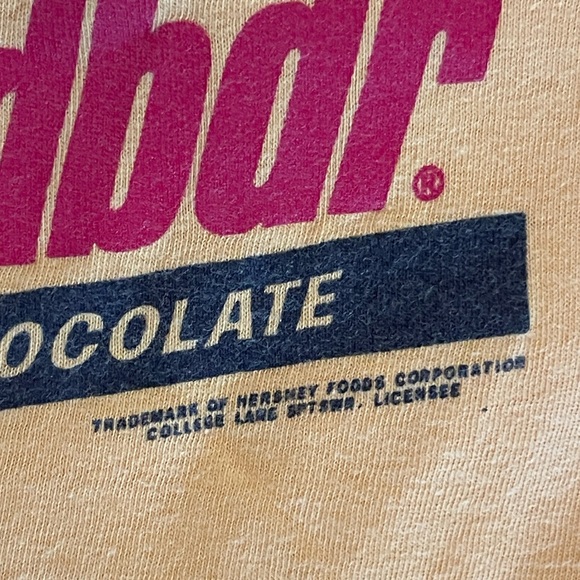 dbar®
OCOLATE
TRADEMARK OF HERSHEY FOODS CORPORATION
COLLEGE LANE SPTSWR. LICENSEE